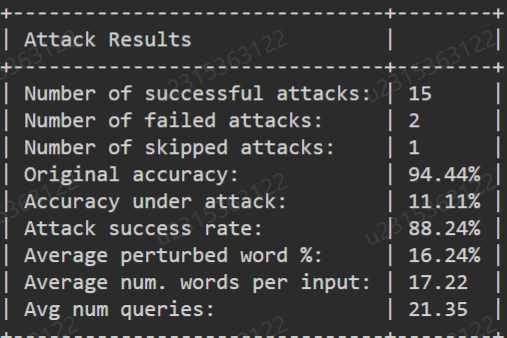 +-------------------------------+--------+
| Attack Results                |        |
+-------------------------------+--------+
| Number of successful attacks: | 15     |
| Number of failed attacks:     | 2      |
| Number of skipped attacks:    | 1      |
| Original accuracy:            | 94.44% |
| Accuracy under attack:        | 11.11% |
| Attack success rate:          | 88.24% |
| Average perturbed word %:     | 16.24% |
| Average num. words per input: | 17.22  |
| Avg num queries:              | 21.35  |
+-------------------------------+--------+
u2315363122